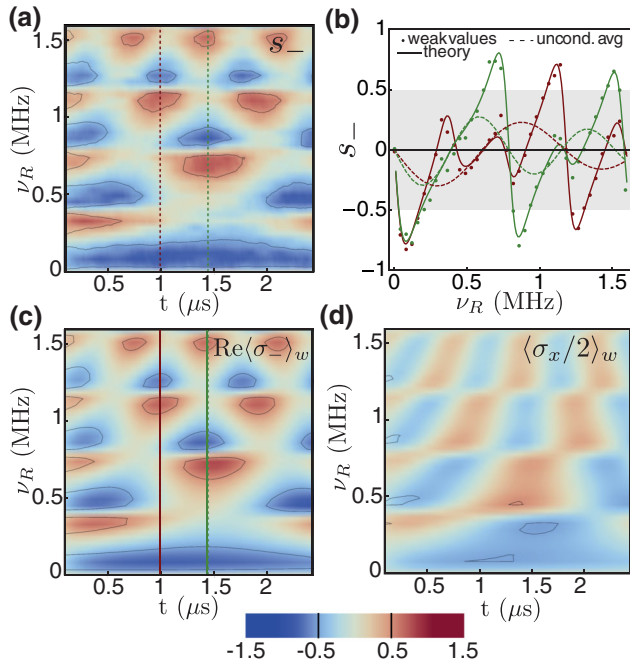 (a)
s_
ν_R (MHz)
1.5
1
0.5
0
0.5 1 1.5 2
t (μs)
(b)
• weak values --- uncond. avg
— theory
s_
1
0.5
0
−0.5
−1
0 0.5 1 1.5
ν_R (MHz)
(c)
Re⟨σ_−⟩_w
ν_R (MHz)
1.5
1
0.5
0
0.5 1 1.5 2
t (μs)
(d)
⟨σ_x/2⟩_w
ν_R (MHz)
1.5
1
0.5
0
0.5 1 1.5 2
t (μs)
-1.5 -0.5 0.5 1.5